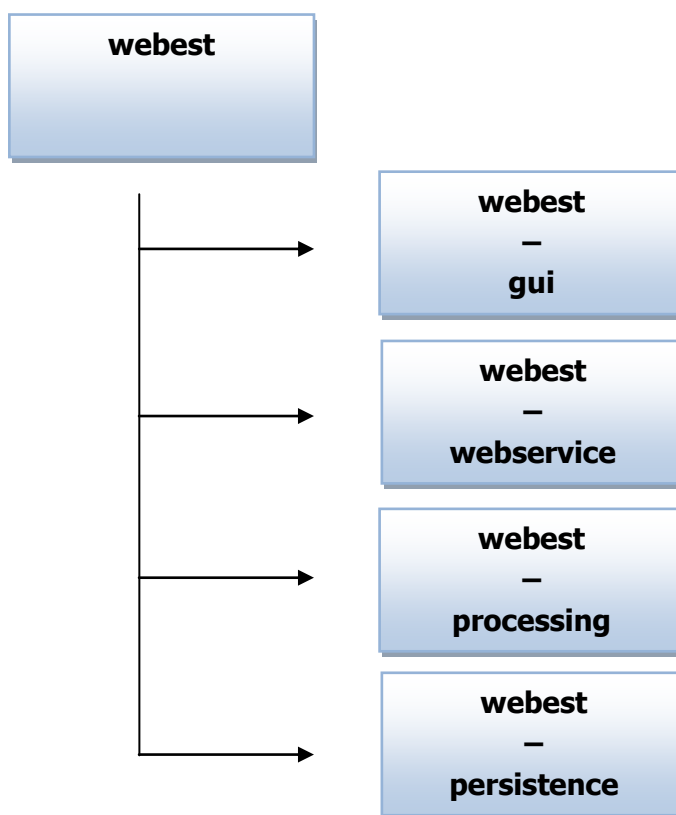 webest
webest
–
gui
webest
–
webservice
webest
–
processing
webest
–
persistence